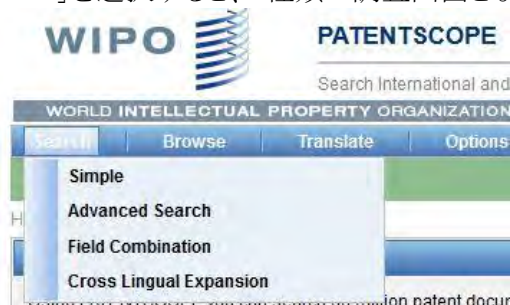 WIPO
PATENTSCOPE
Search International and
WORLD INTELLECTUAL PROPERTY ORGANIZATION
Search Browse Translate Options
Simple
Advanced Search
Field Combination
Cross Lingual Expansion
ion patent docum